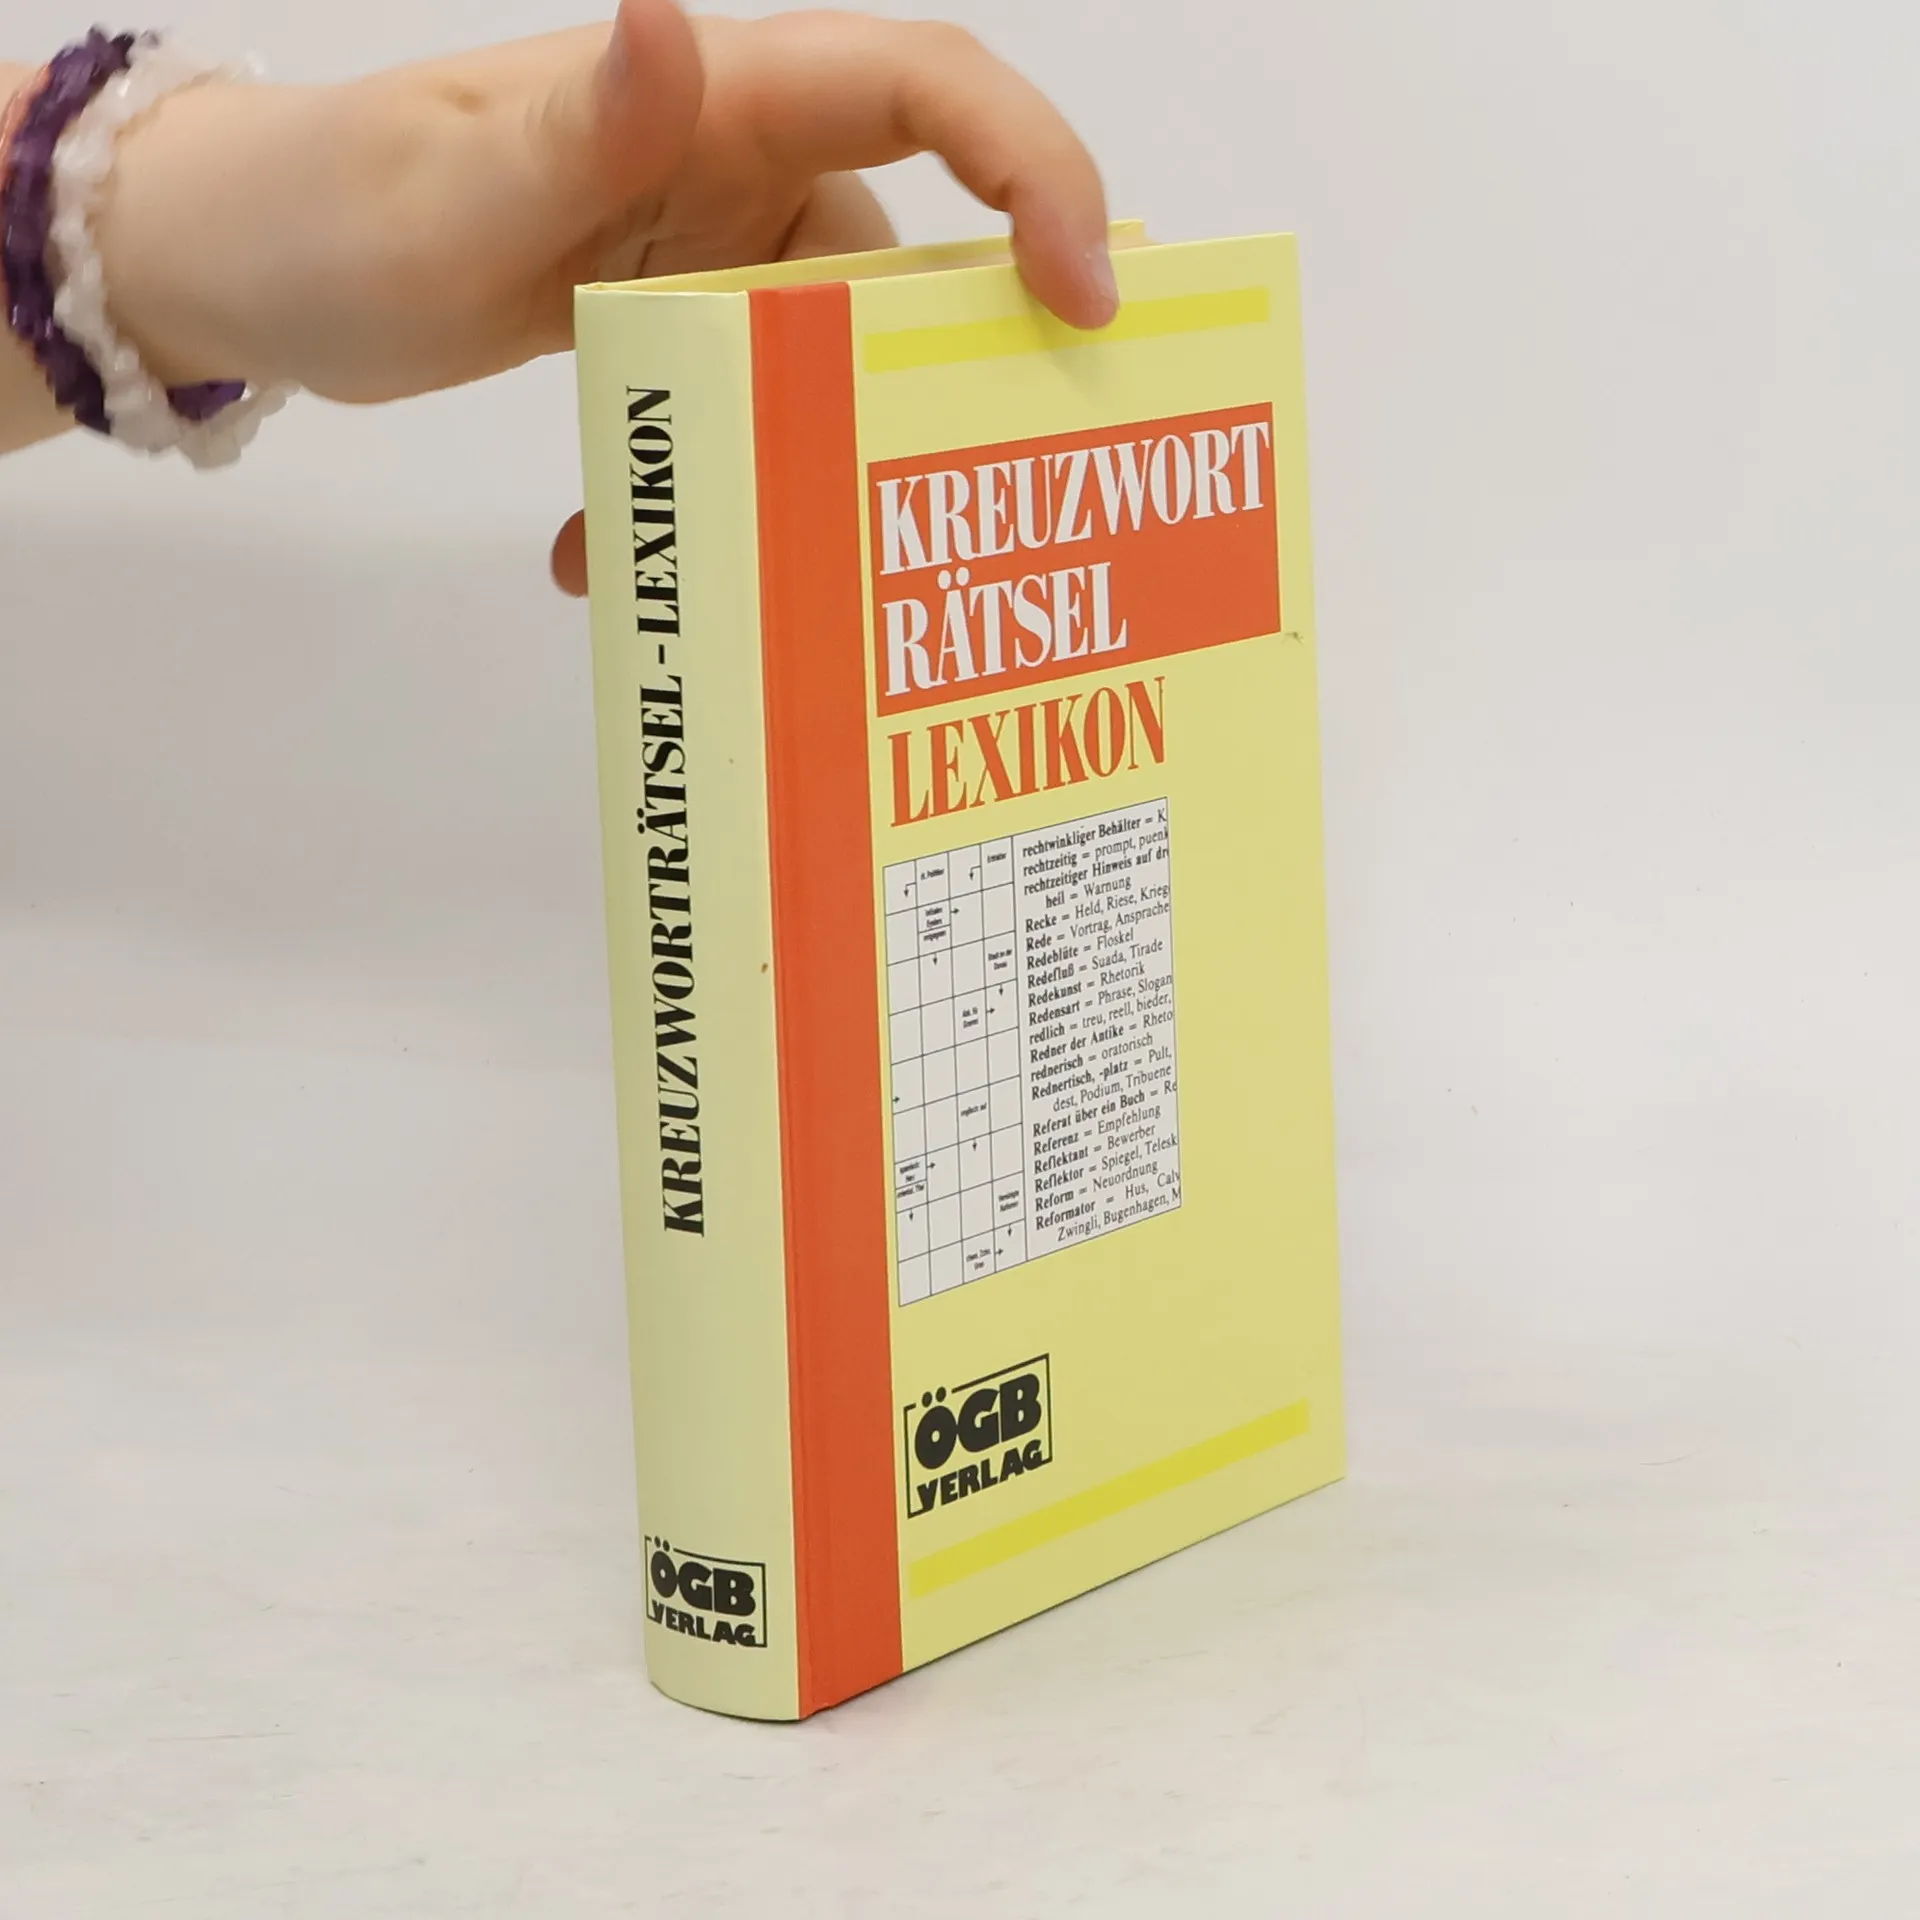 KREUZWORTRÄTSEL-LEXIKON
ÖGB
VERLAG
KREUZWORT
RÄTSEL
LEXIKON
rechtwinkliger Behälter = K
rechtzeitig = prompt, puenk
rechtzeitiger Hinweis auf dro
heil = Warnung
Recke = Held, Riese, Krieg
Rede = Vortrag, Ansprache
Redeblüte = Floskel
Redefluß = Suada, Tirade
Redekunst = Rhetorik
Redensart = Phrase, Slogan
redlich = treu, reell, bieder,
Redner der Antike = Rheto
rednerisch = oratorisch
Rednertisch, -platz = Pult,
dest, Podium, Tribuene
Referat über ein Buch = Re
Referenz = Empfehlung
Reflektant = Bewerber
Reflektor = Spiegel, Telesk
Reform = Neuordnung
Reformator = Hus, Calv
Zwingli, Bugenhagen, M
ÖGB
VERLAG